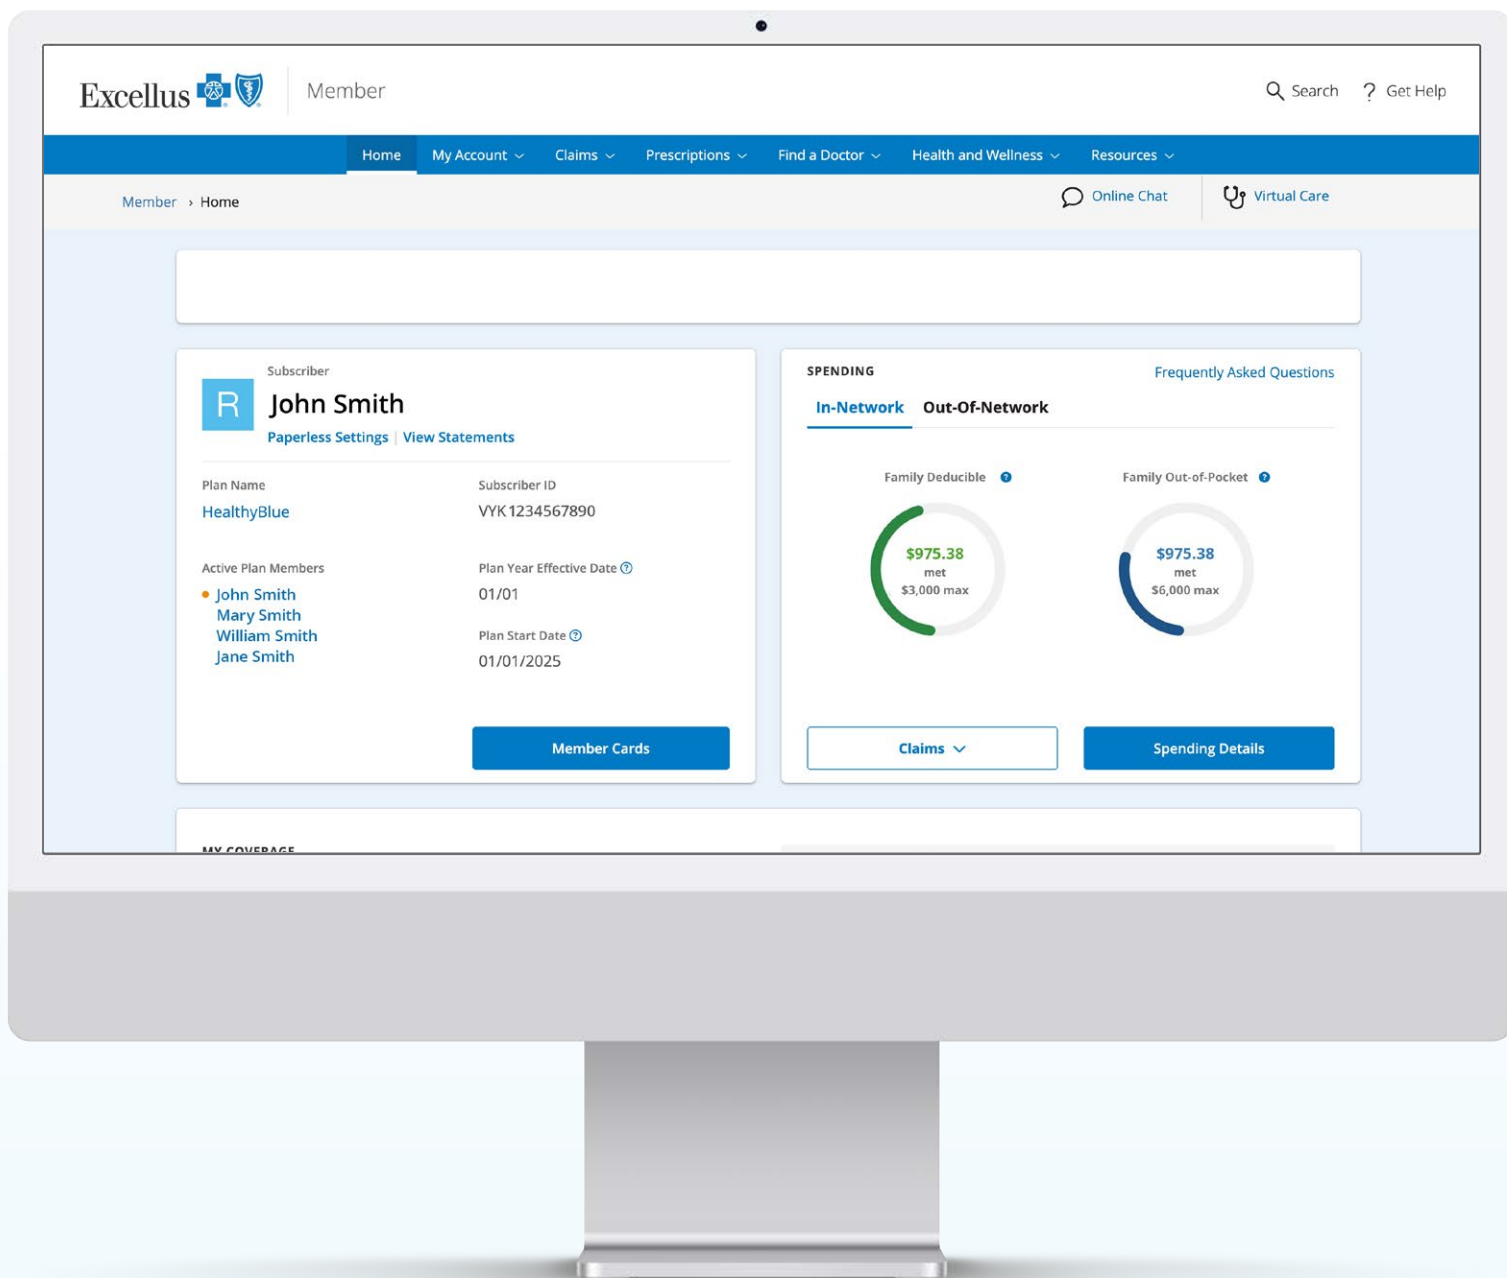 Excellus Member
Search ? Get Help
Home My Account Claims Prescriptions Find a Doctor Health and Wellness Resources
Member › Home
Online Chat
Virtual Care
Subscriber
R
John Smith
Paperless Settings | View Statements
Plan Name
HealthyBlue
Subscriber ID
VYK1234567890
Active Plan Members
John Smith
Mary Smith
William Smith
Jane Smith
Plan Year Effective Date ?
01/01
Plan Start Date ?
01/01/2025
Member Cards
SPENDING
Frequently Asked Questions
In-Network Out-Of-Network
Family Deducible ?
$975.38
met
$3,000 max
Family Out-of-Pocket ?
$975.38
met
$6,000 max
Claims
Spending Details
MY COVERAGE